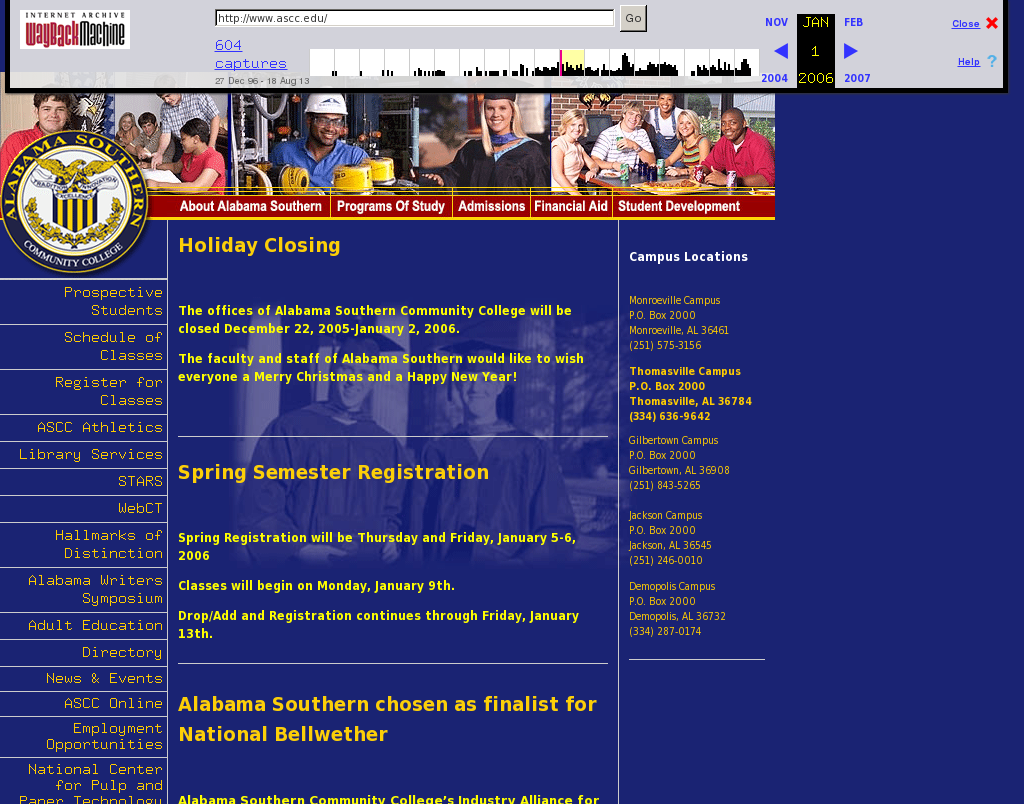 INTERNET ARCHIVE
WayBackMachine
http://www.ascc.edu/
Go
604
captures
27 Dec 96 - 18 Aug 13
NOV JAN FEB
1
2004 2006 2007
Close
Help
?
ALABAMA SOUTHERN
COMMUNITY COLLEGE
About Alabama Southern
Programs Of Study
Admissions
Financial Aid
Student Development
Prospective
Students
Schedule of
Classes
Register for
Classes
ASCC Athletics
Library Services
STARS
WebCT
Hallmarks of
Distinction
Alabama Writers
Symposium
Adult Education
Directory
News & Events
ASCC Online
Employment
Opportunities
National Center
for Pulp and
Paper Technology
Holiday Closing
The offices of Alabama Southern Community College will be
closed December 22, 2005-January 2, 2006.
The faculty and staff of Alabama Southern would like to wish
everyone a Merry Christmas and a Happy New Year!
Spring Semester Registration
Spring Registration will be Thursday and Friday, January 5-6,
2006
Classes will begin on Monday, January 9th.
Drop/Add and Registration continues through Friday, January
13th.
Alabama Southern chosen as finalist for
National Bellwether
Alabama Southern Community College's Industry Alliance for
Campus Locations
Monroeville Campus
P.O. Box 2000
Monroeville, AL 36461
(251) 575-3156
Thomasville Campus
P.O. Box 2000
Thomasville, AL 36784
(334) 636-9642
Gilbertown Campus
P.O. Box 2000
Gilbertown, AL 36908
(251) 843-5265
Jackson Campus
P.O. Box 2000
Jackson, AL 36545
(251) 246-0010
Demopolis Campus
P.O. Box 2000
Demopolis, AL 36732
(334) 287-0174